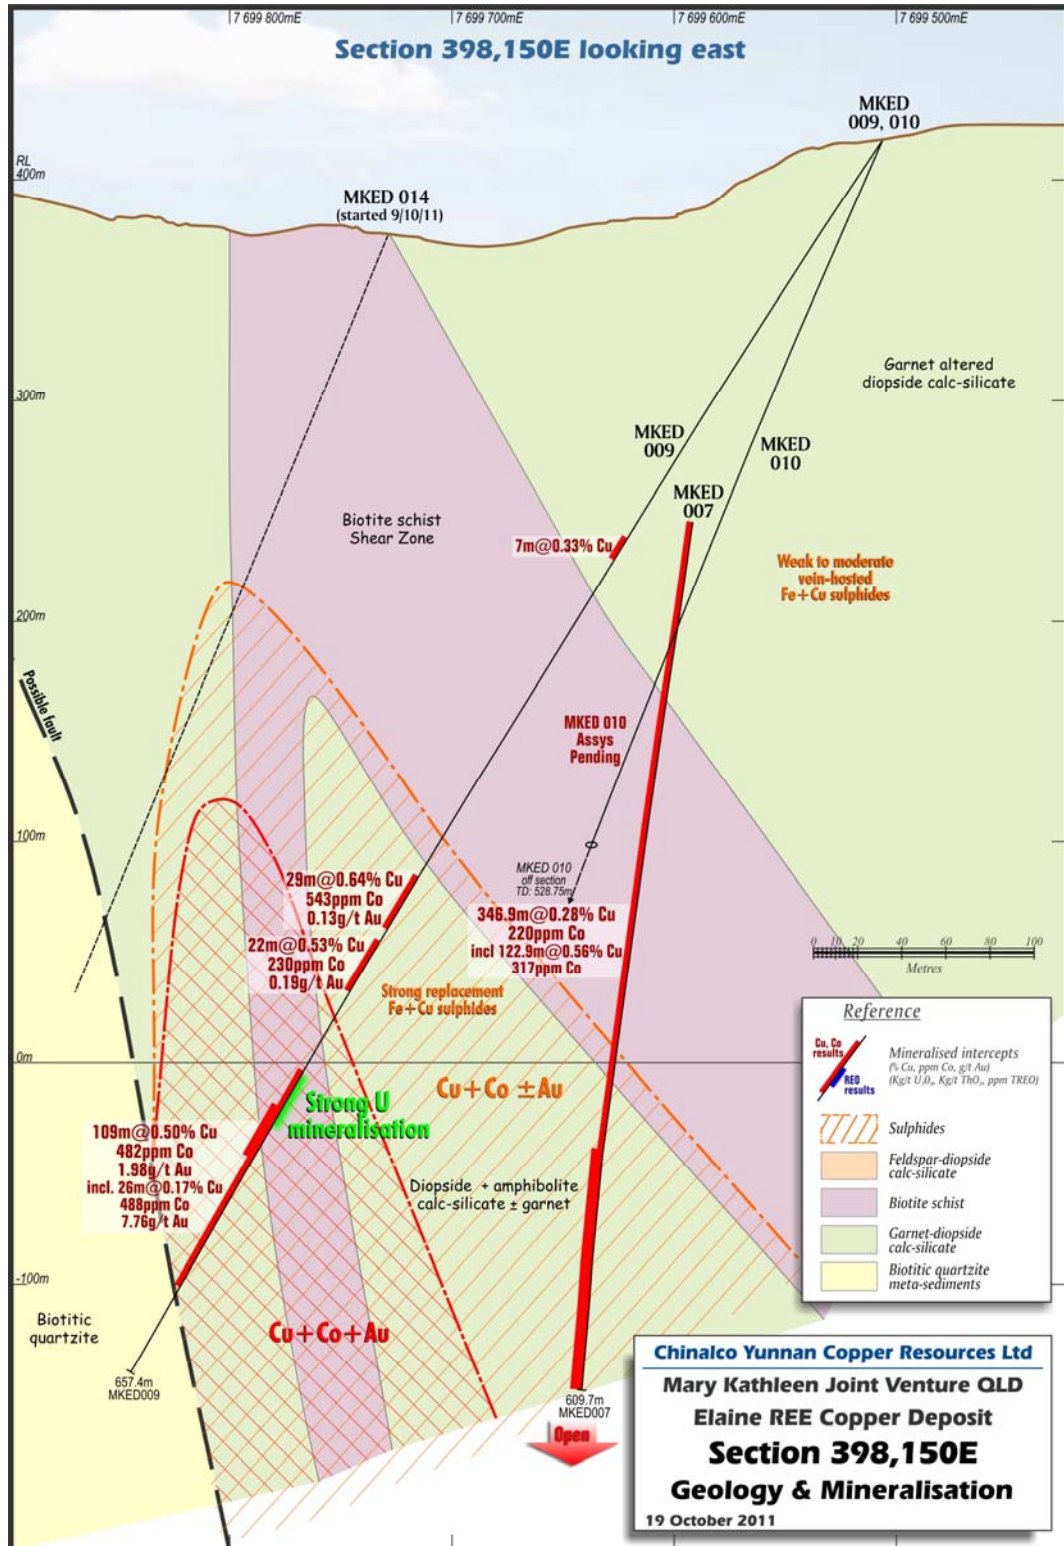 7 699 800mE
7 699 700mE
7 699 600mE
7 699 500mE
Section 398,150E looking east
MKED
009, 010
RL
400m
MKED 014
(started 9/10/11)
Garnet altered
diopside calc-silicate
300m
MKED
009
MKED
010
MKED
007
Biotite schist
Shear Zone
7m@0.33% Cu
Weak to moderate
vein-hosted
Fe+Cu sulphides
200m
Possible fault
MKED 010
Assys
Pending
100m
MKED 010
off section
TD: 528.75m
29m@0.64% Cu
543ppm Co
0.13g/t Au
346.9m@0.28% Cu
220ppm Co
incl 122.9m@0.56% Cu
317ppm Co
22m@0.53% Cu
230ppm Co
0.19g/t Au
Strong replacement
Fe+Cu sulphides
0 10 20 40 60 80 100
Metres
0m
Cu+Co ±Au
Strong U
mineralisation
109m@0.50% Cu
482ppm Co
1.98g/t Au
incl. 26m@0.17% Cu
488ppm Co
7.76g/t Au
Diopside + amphibolite
calc-silicate ± garnet
-100m
Biotitic
quartzite
Cu+Co+Au
657.4m
MKED009
609.7m
MKED007
Open
Reference
Cu, Co
results
REO
results
Mineralised intercepts
(% Cu, ppm Co, g/t Au)
(Kg/t U₃O₈, Kg/t ThO₂, ppm TREO)
Sulphides
Feldspar-diopside
calc-silicate
Biotite schist
Garnet-diopside
calc-silicate
Biotitic quartzite
meta-sediments
Chinalco Yunnan Copper Resources Ltd
Mary Kathleen Joint Venture QLD
Elaine REE Copper Deposit
Section 398,150E
Geology & Mineralisation
19 October 2011